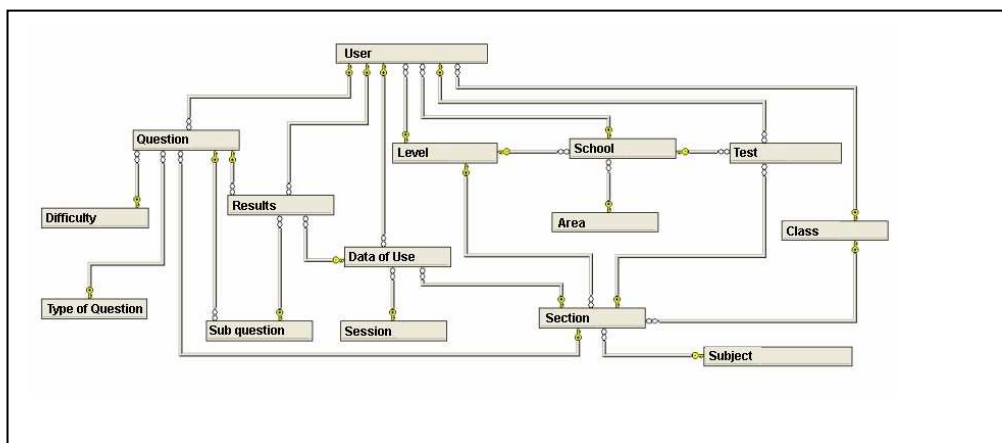 User
Question
Level
School
Test
Results
Difficulty
Area
Class
Data of Use
Type of Question
Sub question
Session
Section
Subject